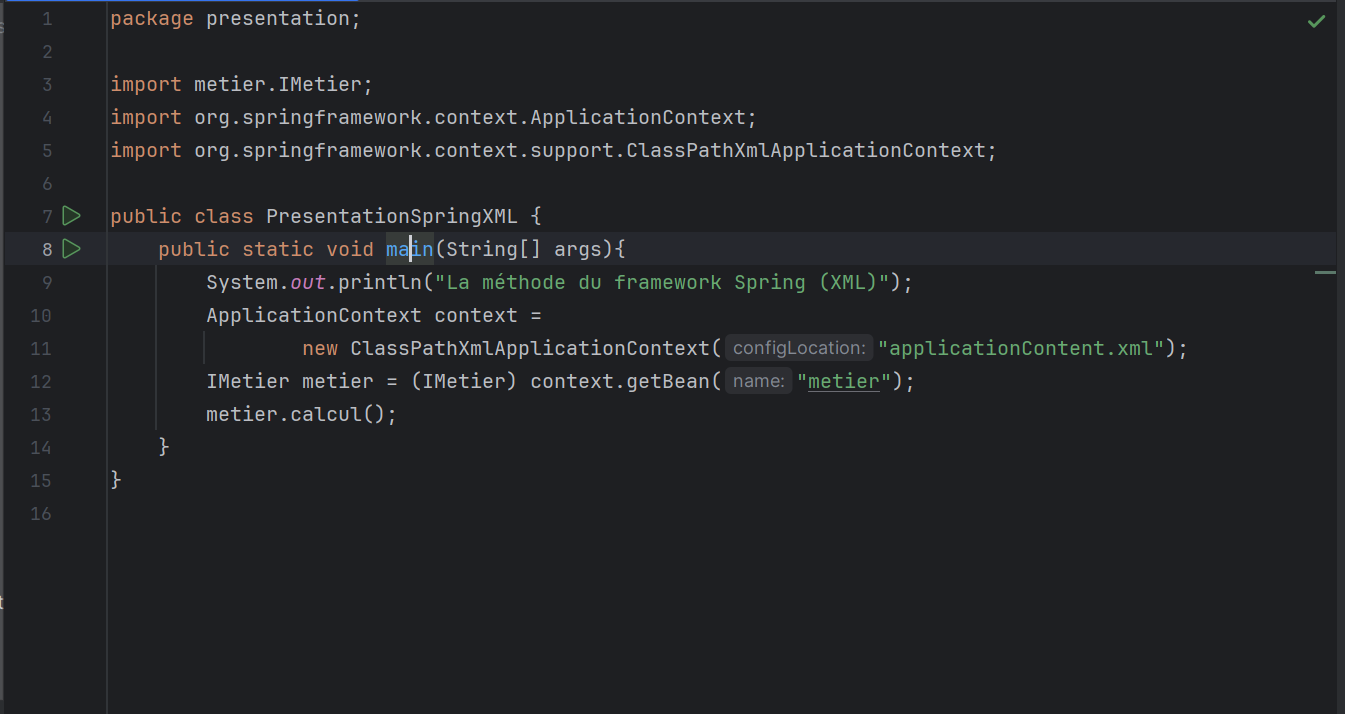 1 package presentation;
2
3 import metier.IMetier;
4 import org.springframework.context.ApplicationContext;
5 import org.springframework.context.support.ClassPathXmlApplicationContext;
6
7 public class PresentationSpringXML {
8 public static void main(String[] args){
9 System.out.println("La méthode du framework Spring (XML)");
10 ApplicationContext context =
11 new ClassPathXmlApplicationContext( configLocation: "applicationContent.xml");
12 IMetier metier = (IMetier) context.getBean( name: "metier");
13 metier.calcul();
14 }
15 }
16